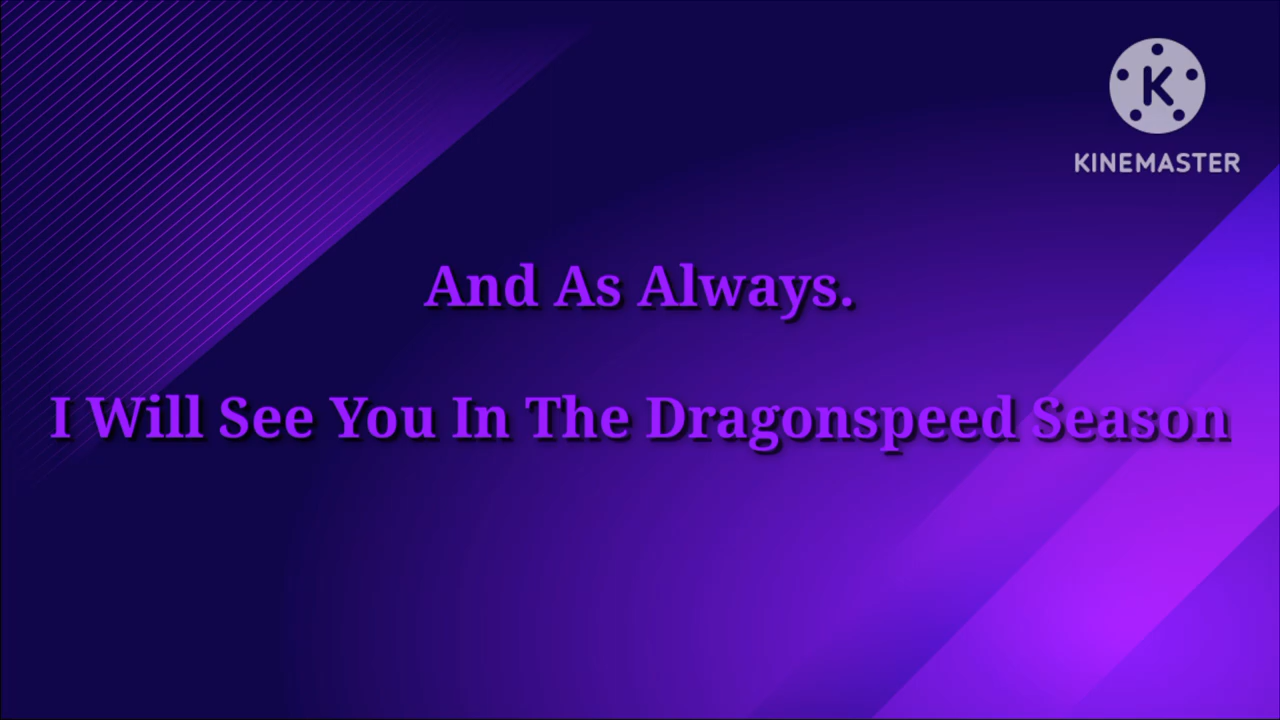 K
KINEMASTER
And As Always.
I Will See You In The Dragonspeed Season